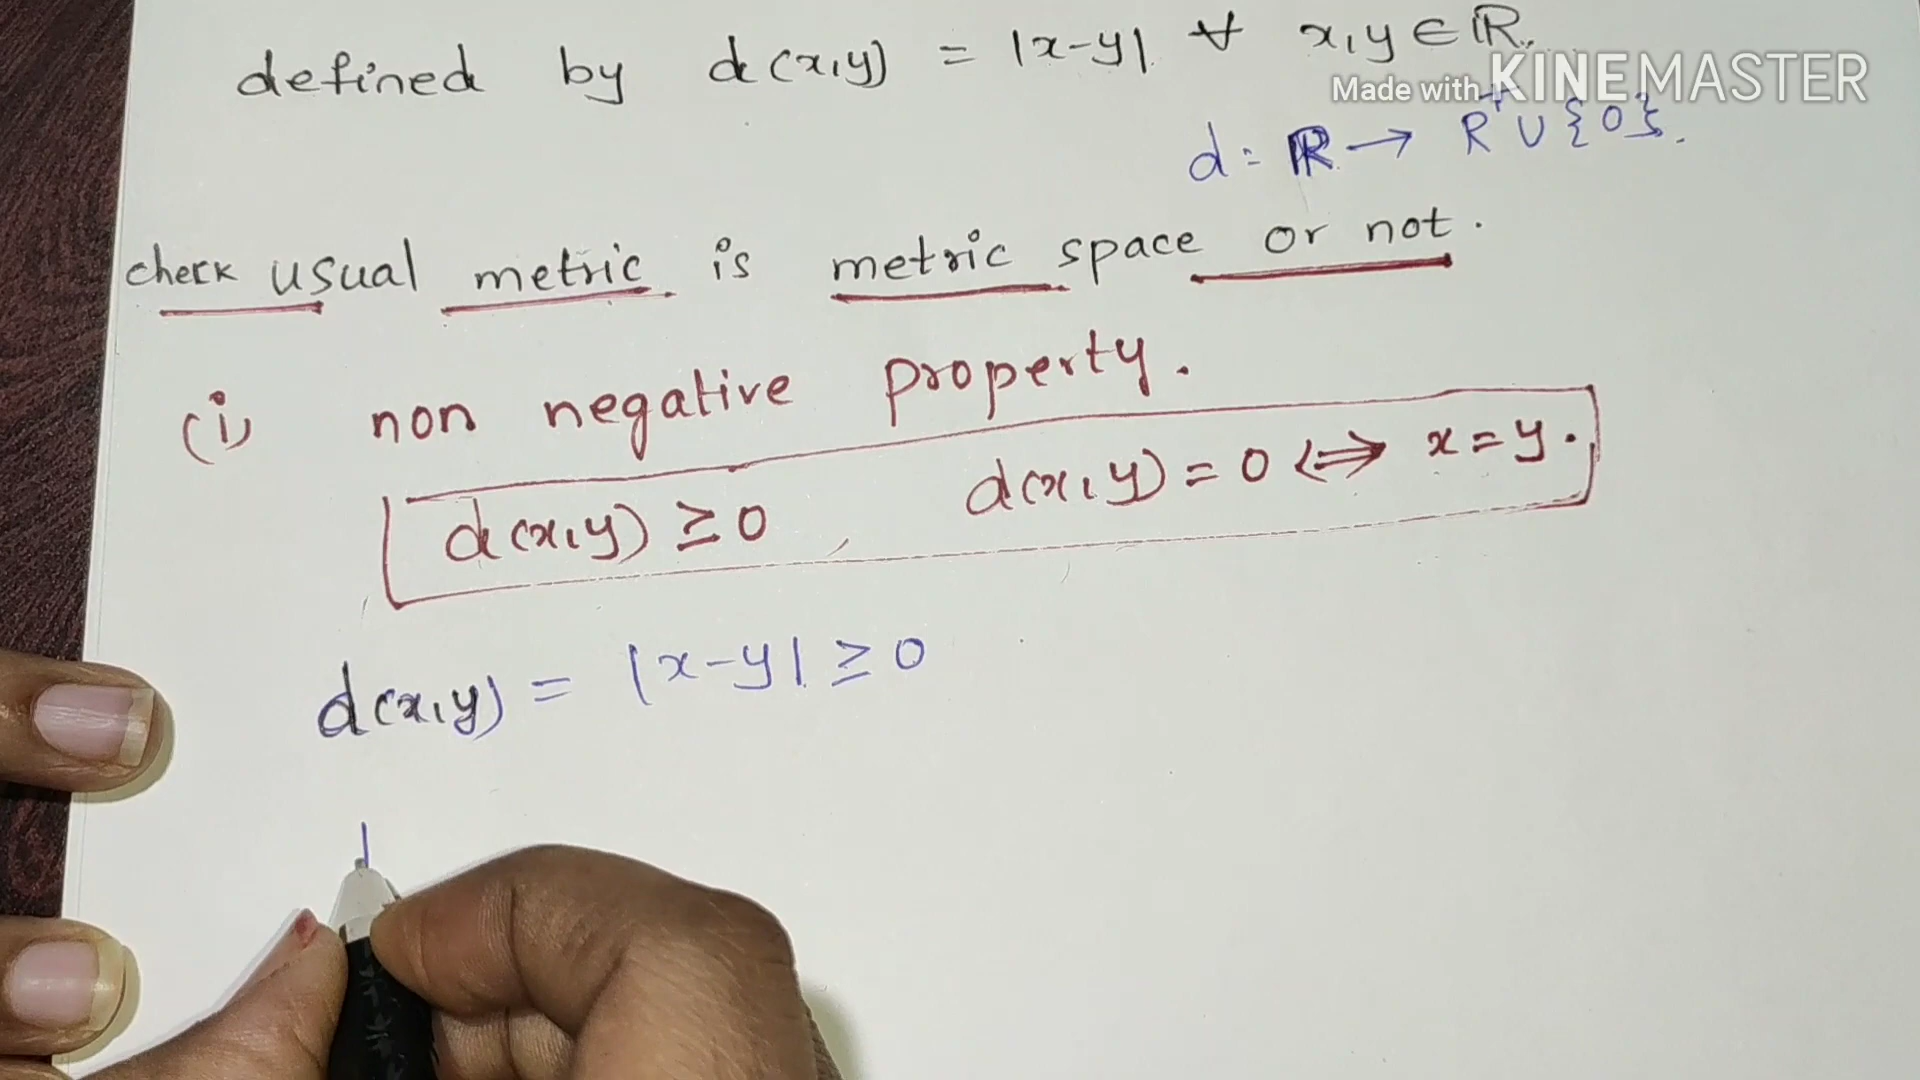 defined by d(x,y) = |x-y| ∀ x,y ∈ ℝ.
Made with KINEMASTER
d = ℝ → R⁺ ∪ {0}.
check usual metric is metric space or not.
(i) non negative property.
d(x,y) ≥ 0, d(x,y) = 0 ⟺ x = y.
d(x,y) = |x-y| ≥ 0